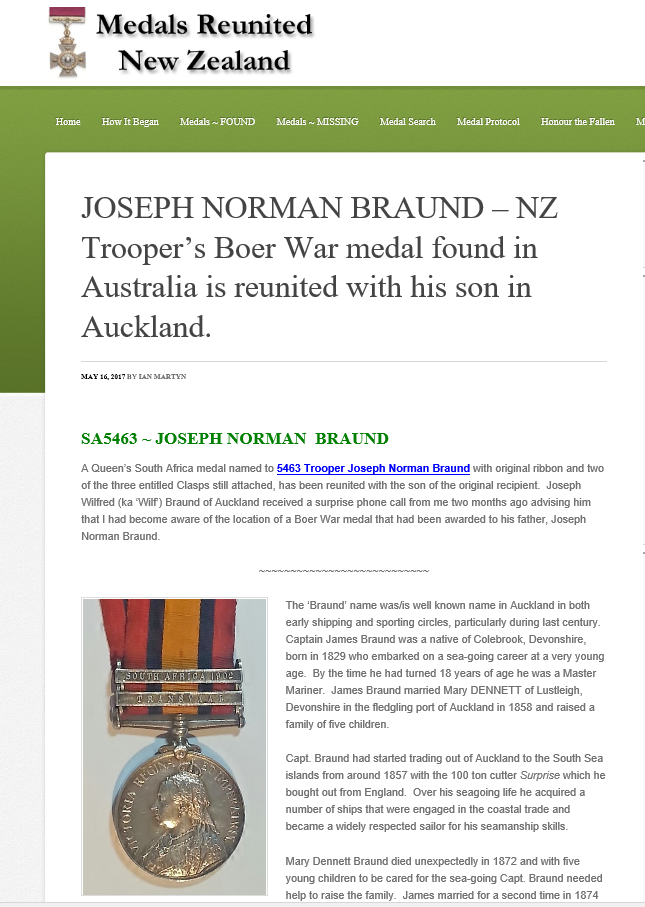 Medals Reunited
New Zealand
Home How It Began Medals ~ FOUND Medals ~ MISSING Medal Search Medal Protocol Honour the Fallen M
JOSEPH NORMAN BRAUND – NZ
Trooper’s Boer War medal found in
Australia is reunited with his son in
Auckland.
MAY 16, 2017 BY IAN MARTYN
SA5463 ~ JOSEPH NORMAN BRAUND
A Queen’s South Africa medal named to 5463 Trooper Joseph Norman Braund with original ribbon and two
of the three entitled Clasps still attached, has been reunited with the son of the original recipient. Joseph
Wilfred (ka ‘Wilf’) Braund of Auckland received a surprise phone call from me two months ago advising him
that I had become aware of the location of a Boer War medal that had been awarded to his father, Joseph
Norman Braund.
~~~~~~~~~~~~~~~~~~~~~~~~~~~
SOUTH AFRICA 1902
TRANSVAAL
VICTORIA REGINA
The ‘Braund’ name was/is well known name in Auckland in both
early shipping and sporting circles, particularly during last century.
Captain James Braund was a native of Colebrook, Devonshire,
born in 1829 who embarked on a sea-going career at a very young
age. By the time he had turned 18 years of age he was a Master
Mariner. James Braund married Mary DENNETT of Lustleigh,
Devonshire in the fledgling port of Auckland in 1858 and raised a
family of five children.
Capt. Braund had started trading out of Auckland to the South Sea
islands from around 1857 with the 100 ton cutter Surprise which he
bought out from England. Over his seagoing life he acquired a
number of ships that were engaged in the coastal trade and
became a widely respected sailor for his seamanship skills.
Mary Dennett Braund died unexpectedly in 1872 and with five
young children to be cared for the sea-going Capt. Braund needed
help to raise the family. James married for a second time in 1874